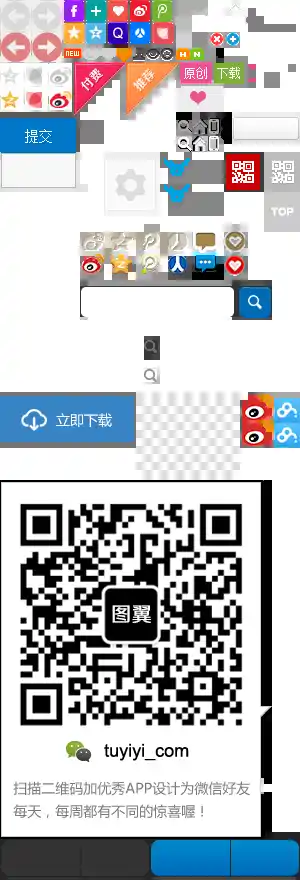 NEW
HN
付费
推荐
原创 下载
提交
TOP
立即下载
图翼
tuyiyi_com
扫描二维码加优秀APP设计为微信好友
每天，每周都有不同的惊喜喔！